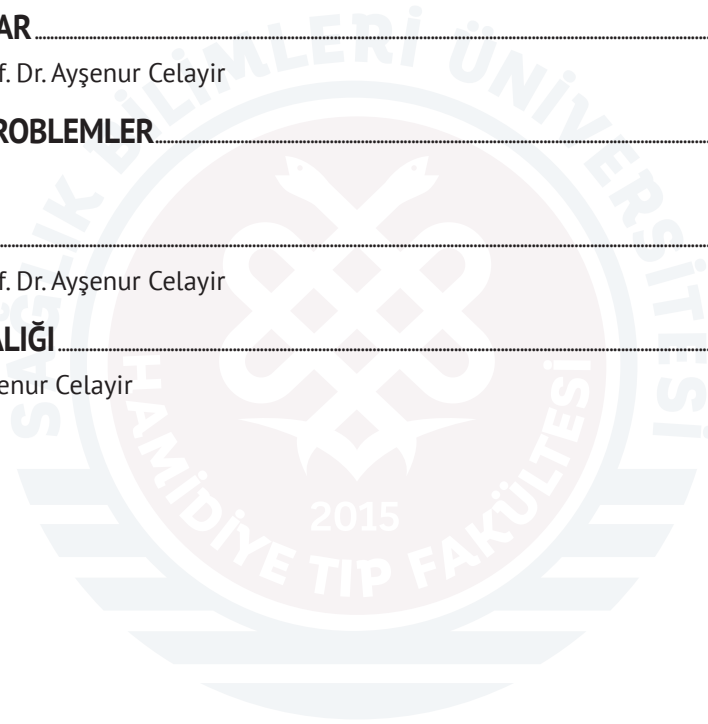 AR
f. Dr. Ayşenur Celayir
ROBLEMLER
f. Dr. Ayşenur Celayir
ALIĞI
enur Celayir
SAĞLIK BİLİMLERİ ÜNİVERSİTESİ
HAMİDİYE TIP FAKÜLTESİ
2015